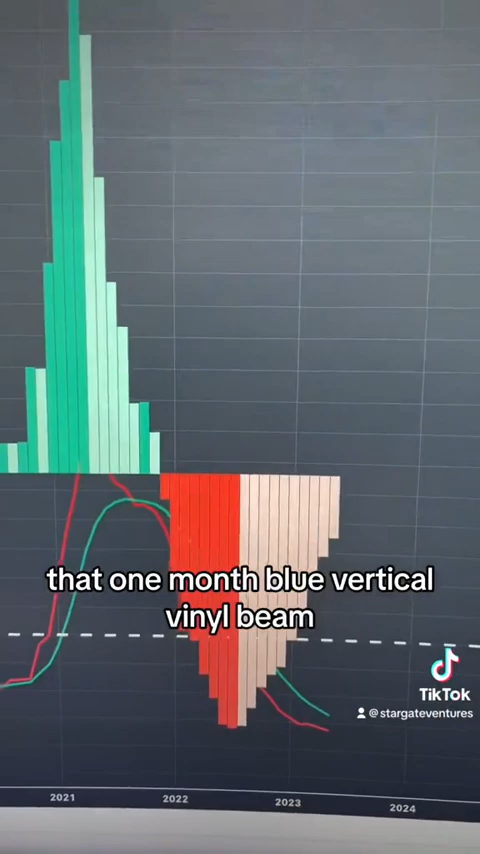 that one month blue vertical
vinyl beam
TikTok
@stargateventures
2021
2022
2023
2024